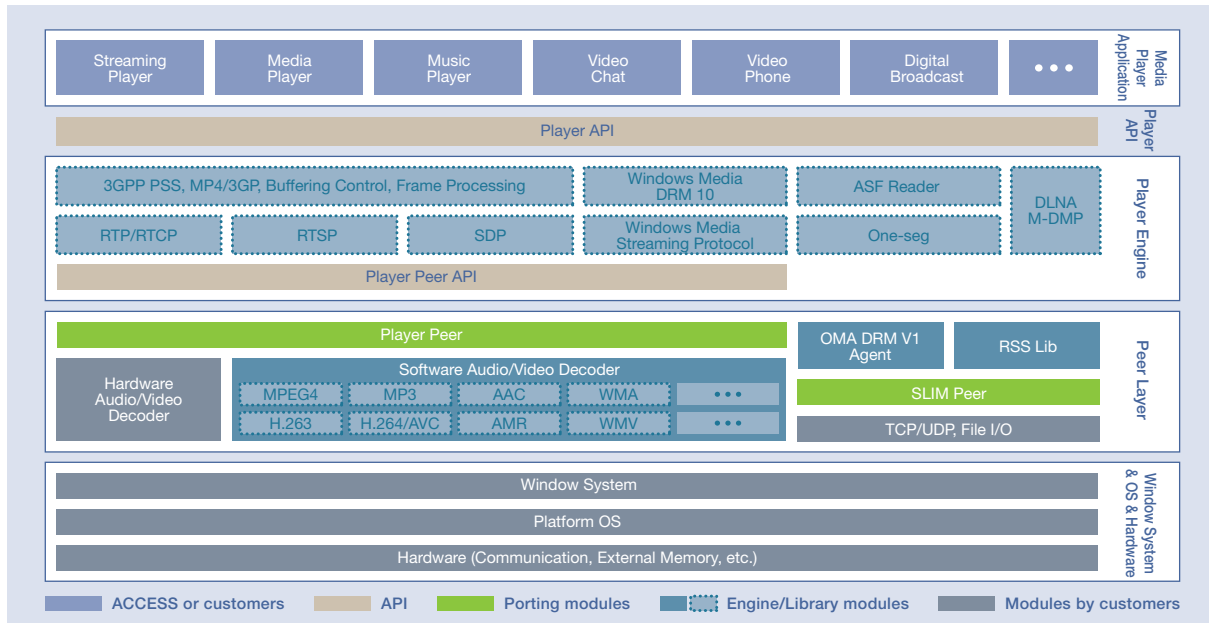 Streaming
Player
Media
Player
Music
Player
Video
Chat
Video
Phone
Digital
Broadcast
•••
Media
Player
Application
Player API
Player
API
3GPP PSS, MP4/3GP, Buffering Control, Frame Processing
Windows Media
DRM 10
ASF Reader
DLNA
M-DMP
RTP/RTCP
RTSP
SDP
Windows Media
Streaming Protocol
One-seg
Player Peer API
Player Engine
Player Peer
OMA DRM V1
Agent
RSS Lib
Hardware
Audio/Video
Decoder
Software Audio/Video Decoder
MPEG4
MP3
AAC
WMA
•••
H.263
H.264/AVC
AMR
WMV
•••
SLIM Peer
TCP/UDP, File I/O
Peer Layer
Window System
Platform OS
Hardware (Communication, External Memory, etc.)
Window System
& OS & Hardware
ACCESS or customers
API
Porting modules
Engine/Library modules
Modules by customers